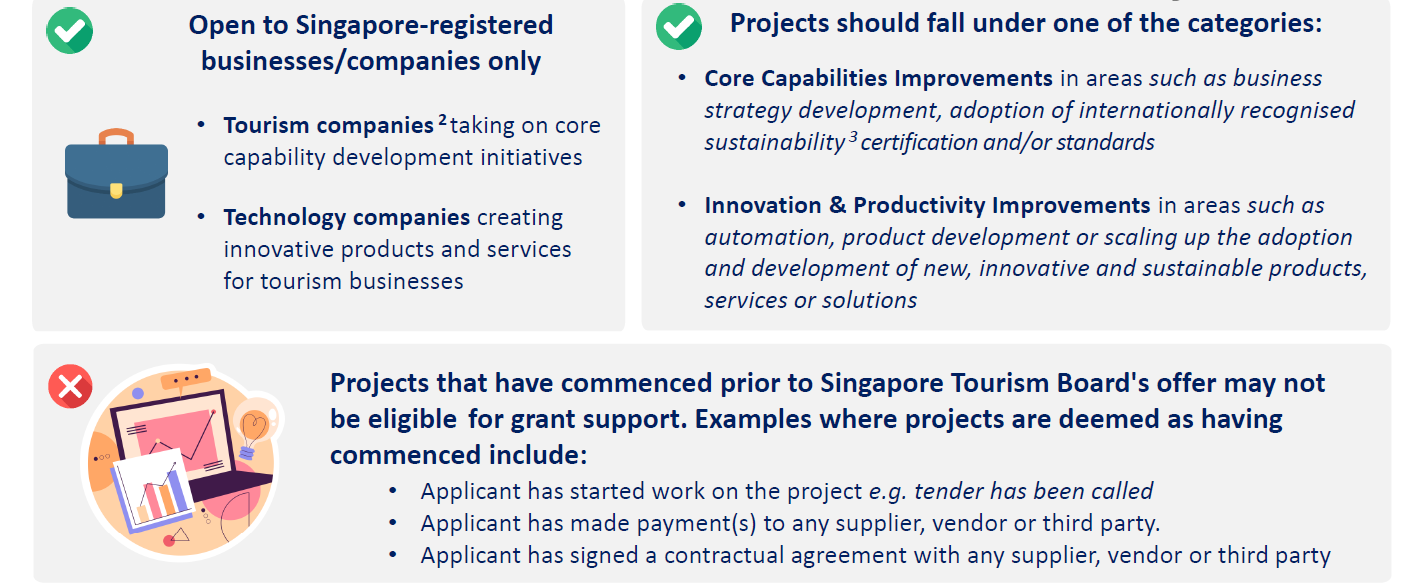 Open to Singapore-registered
businesses/companies only
• Tourism companies ² taking on core
capability development initiatives
• Technology companies creating
innovative products and services
for tourism businesses
Projects should fall under one of the categories:
• Core Capabilities Improvements in areas such as business
strategy development, adoption of internationally recognised
sustainability ³ certification and/or standards
• Innovation & Productivity Improvements in areas such as
automation, product development or scaling up the adoption
and development of new, innovative and sustainable products,
services or solutions
Projects that have commenced prior to Singapore Tourism Board's offer may not
be eligible for grant support. Examples where projects are deemed as having
commenced include:
• Applicant has started work on the project e.g. tender has been called
• Applicant has made payment(s) to any supplier, vendor or third party.
• Applicant has signed a contractual agreement with any supplier, vendor or third party